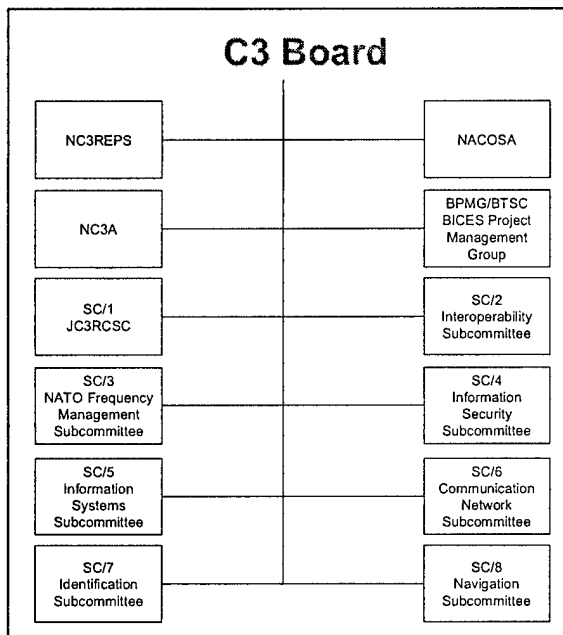 C3 Board
NC3REPS
NACOSA
NC3A
BPMG/BTSC
BICES Project
Management
Group
SC/1
JC3RCSC
SC/2
Interoperability
Subcommittee
SC/3
NATO Frequency
Management
Subcommittee
SC/4
Information
Security
Subcommittee
SC/5
Information
Systems
Subcommittee
SC/6
Communication
Network
Subcommittee
SC/7
Identification
Subcommittee
SC/8
Navigation
Subcommittee